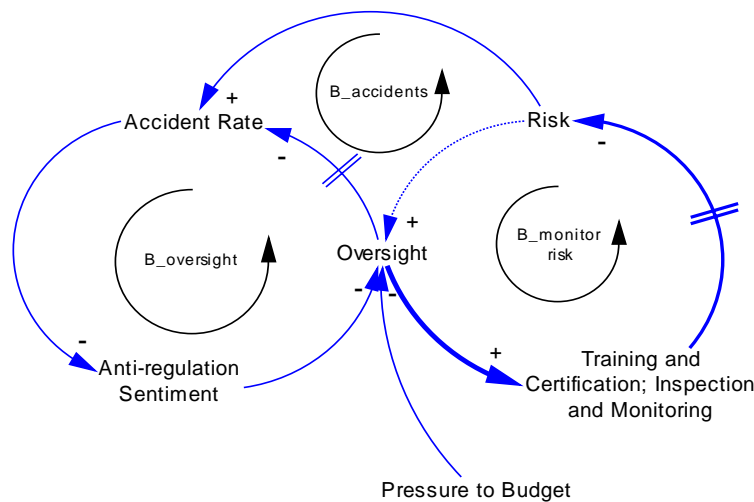 B_accidents
+
Accident Rate
Risk
-
-
B_oversight
+
B_monitor
risk
Oversight
-
-
-
+
Anti-regulation
Sentiment
Training and
Certification; Inspection
and Monitoring
Pressure to Budget